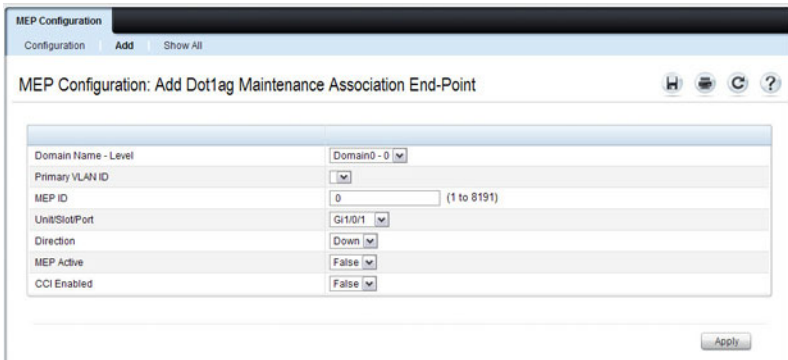 MEP Configuration
Configuration Add Show All
MEP Configuration: Add Dot1ag Maintenance Association End-Point
Domain Name - Level Domain0 - 0
Primary VLAN ID
MEP ID 0 (1 to 8191)
Unit/Slot/Port Gi1/0/1
Direction Down
MEP Active False
CCI Enabled False
Apply